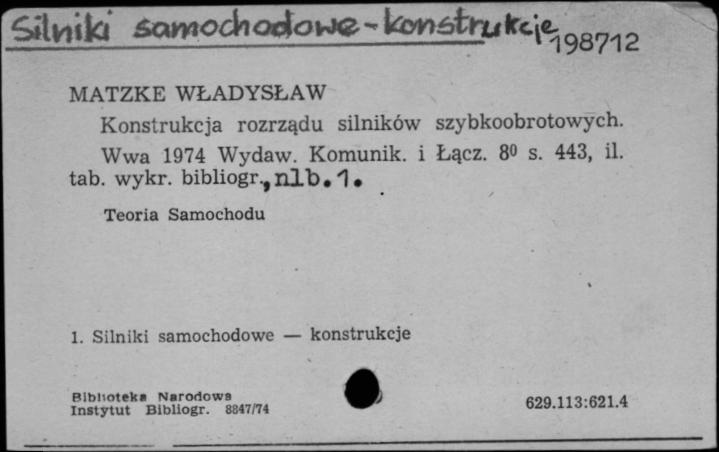 Silniki samochodowe - konstrukcje
198712
MATZKE WŁADYSŁAW
Konstrukcja rozrządu silników szybkoobrotowych.
Wwa 1974 Wydaw. Komunik. i Łącz. 8⁰ s. 443, il.
tab. wykr. bibliogr., nlb. 1.
Teoria Samochodu
1. Silniki samochodowe — konstrukcje
Biblioteka Narodowa
Instytut Bibliogr. 8847/74
629.113:621.4